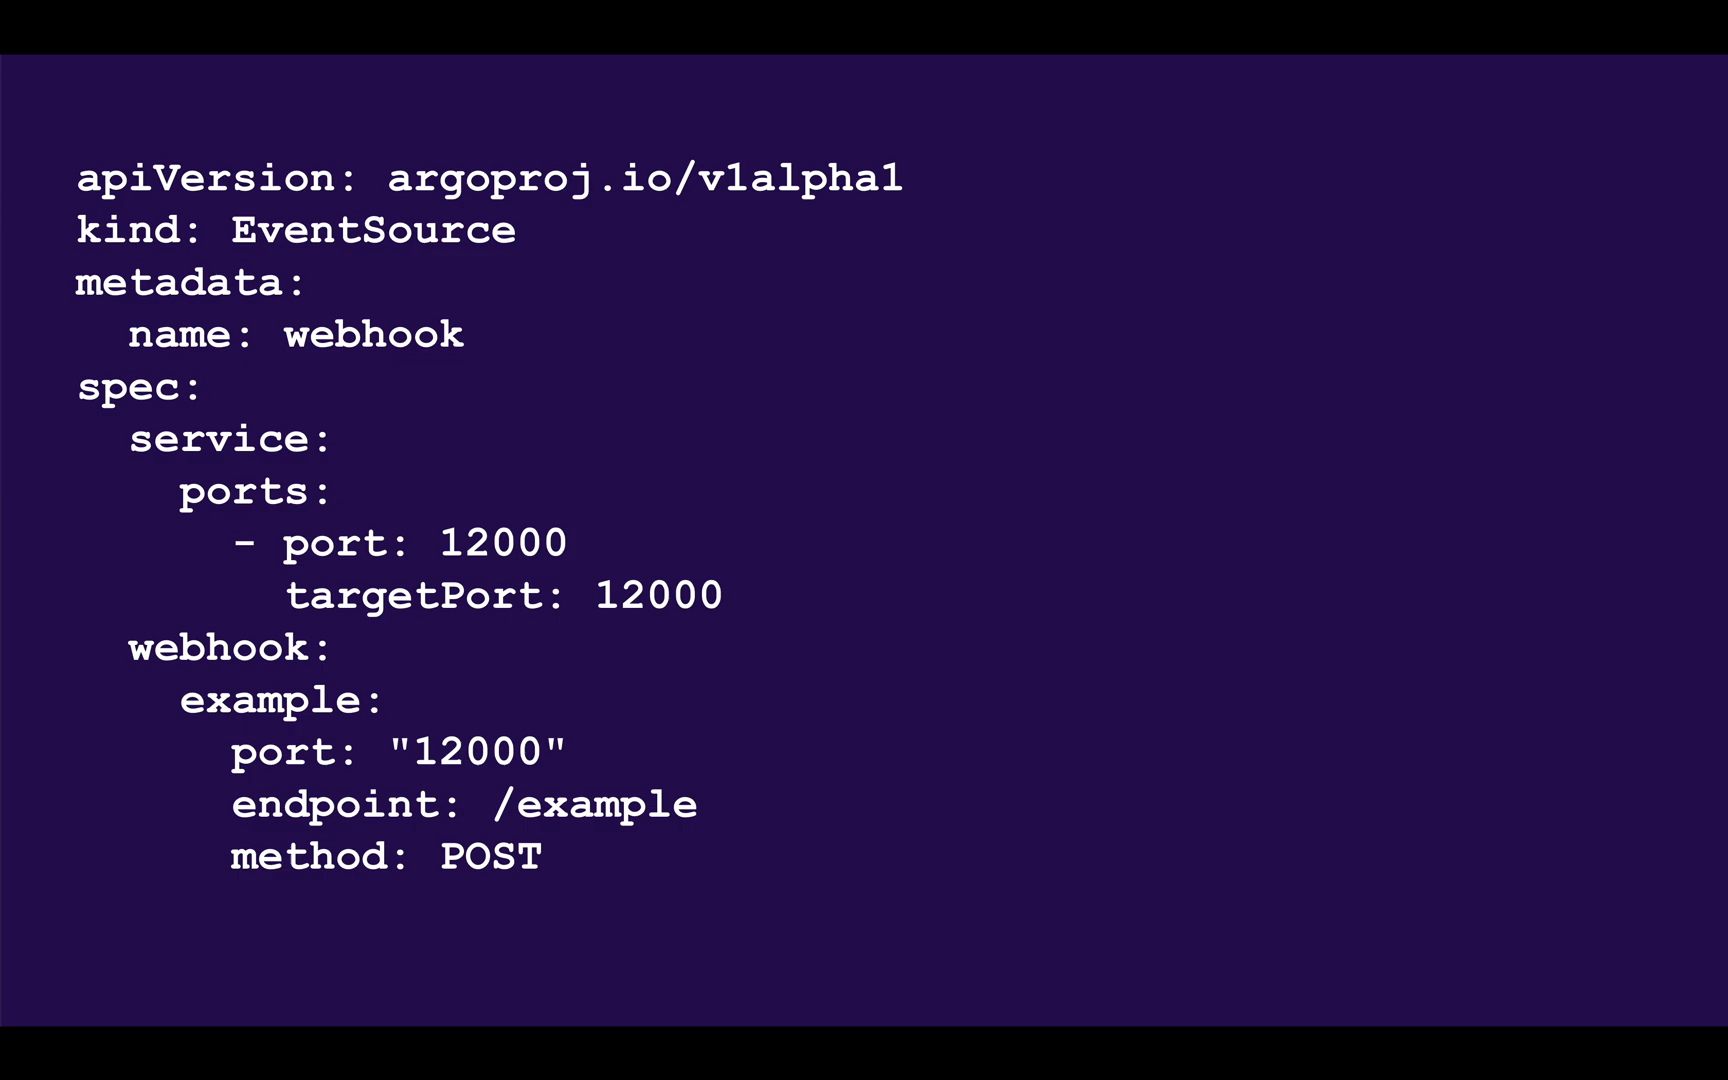 apiVersion: argoproj.io/v1alpha1
kind: EventSource
metadata:
  name: webhook
spec:
  service:
    ports:
      - port: 12000
        targetPort: 12000
  webhook:
    example:
      port: "12000"
      endpoint: /example
      method: POST